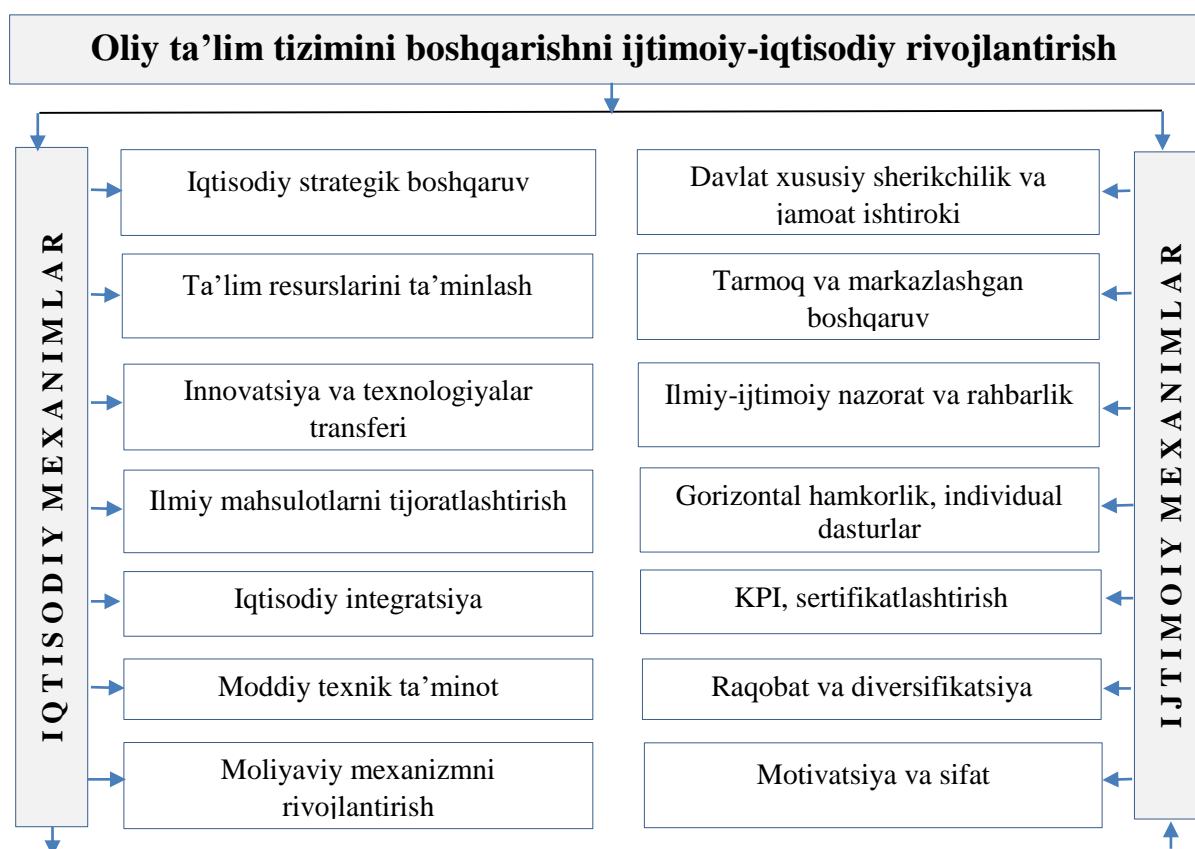 Oliy ta’lim tizimini boshqarishni ijtimoiy-iqtisodiy rivojlantirish
IQTISODIY MEXANIMLAR
Iqtisodiy strategik boshqaruv
Ta’lim resurslarini ta’minlash
Innovatsiya va texnologiyalar
transferi
Ilmiy mahsulotlarni tijoratlashtirish
Iqtisodiy integratsiya
Moddiy texnik ta’minot
Moliyaviy mexanizmni
rivojlantirish
Davlat xususiy sherikchilik va
jamoat ishtiroki
Tarmoq va markazlashgan
boshqaruv
Ilmiy-ijtimoiy nazorat va rahbarlik
Gorizontal hamkorlik, individual
dasturlar
KPI, sertifikatlashtirish
Raqobat va diversifikatsiya
Motivatsiya va sifat
IJTIMOIY MEXANIMLAR